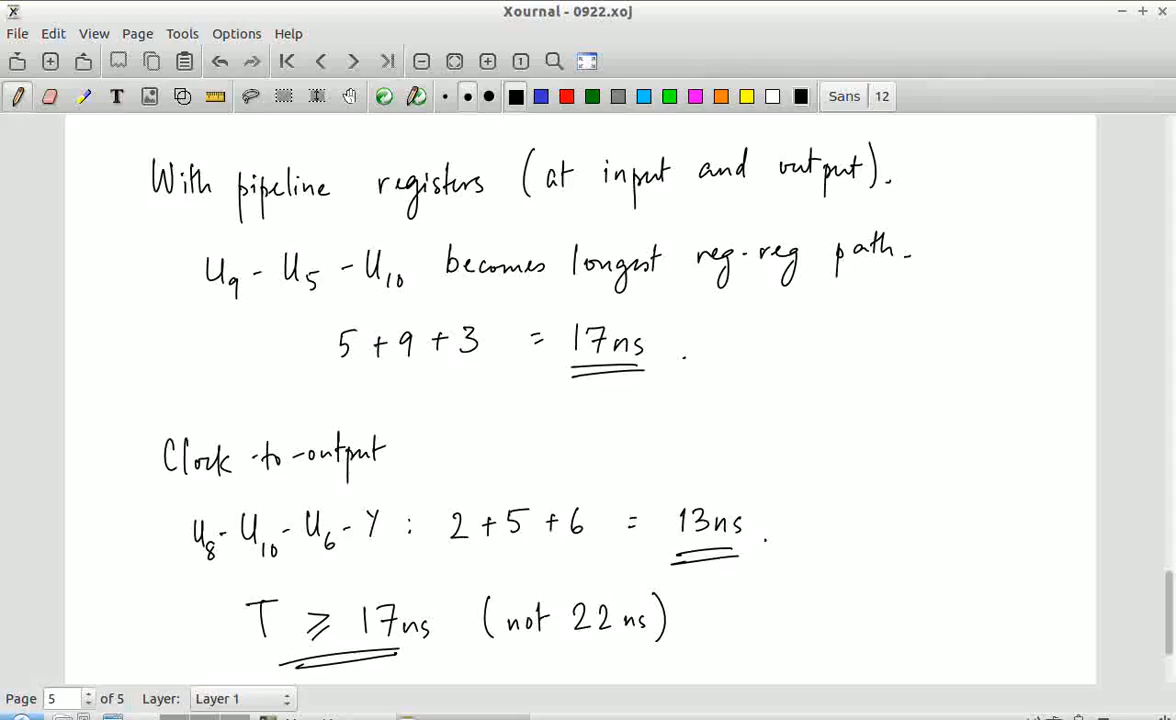 Xournal - 0922.xoj
File Edit View Page Tools Options Help
Sans 12
With pipeline registers (at input and output).
U9 - U5 - U10 becomes longest reg-reg path.
5 + 9 + 3 = 17ns.
Clock-to-output
U8 - U10 - U6 - Y : 2 + 5 + 6 = 13ns.
T ⩾ 17ns (not 22ns)
Page 5 of 5 Layer: Layer 1